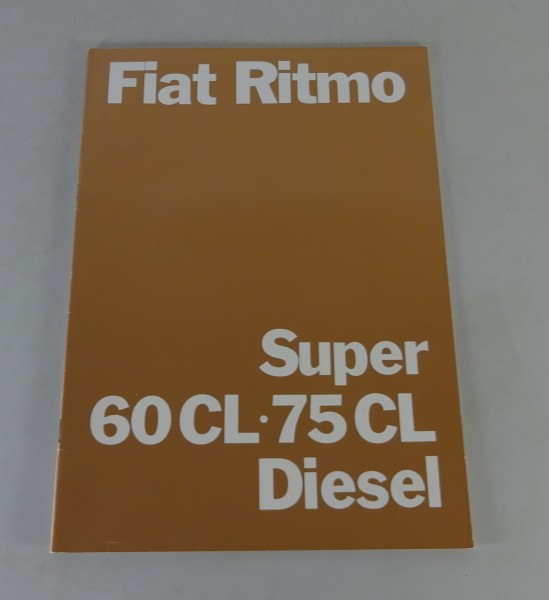 Fiat Ritmo
Super
60 CL · 75 CL
Diesel